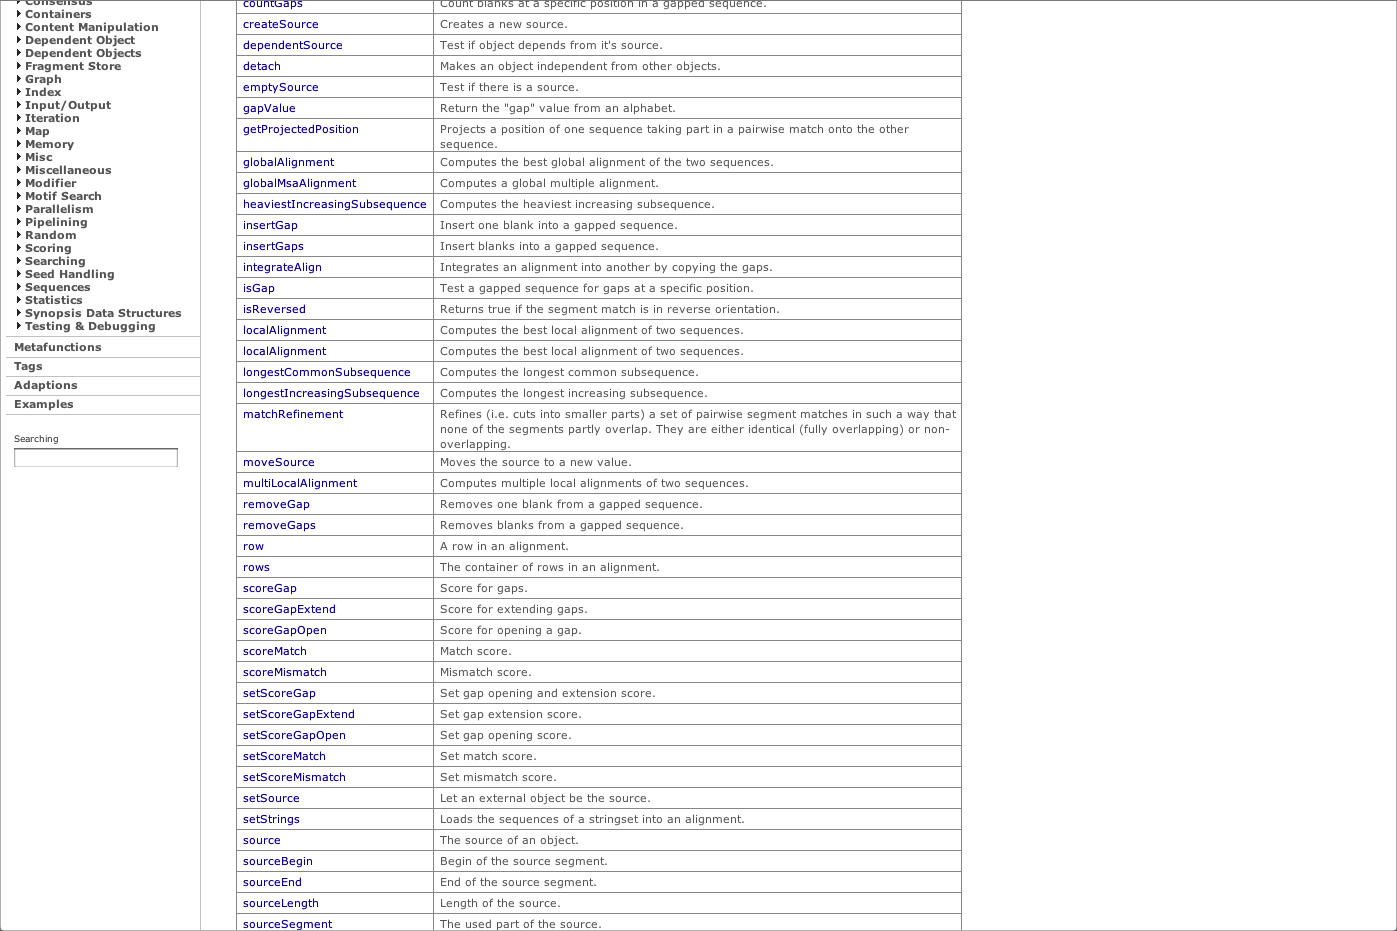 Consensus
Containers
Content Manipulation
Dependent Object
Dependent Objects
Fragment Store
Graph
Index
Input/Output
Iteration
Map
Memory
Misc
Miscellaneous
Modifier
Motif Search
Parallelism
Pipelining
Random
Scoring
Searching
Seed Handling
Sequences
Statistics
Synopsis Data Structures
Testing & Debugging
Metafunctions
Tags
Adaptions
Examples
Searching
countGaps Count blanks at a specific position in a gapped sequence.
createSource Creates a new source.
dependentSource Test if object depends from it's source.
detach Makes an object independent from other objects.
emptySource Test if there is a source.
gapValue Return the "gap" value from an alphabet.
getProjectedPosition Projects a position of one sequence taking part in a pairwise match onto the other
sequence.
globalAlignment Computes the best global alignment of the two sequences.
globalMsaAlignment Computes a global multiple alignment.
heaviestIncreasingSubsequence Computes the heaviest increasing subsequence.
insertGap Insert one blank into a gapped sequence.
insertGaps Insert blanks into a gapped sequence.
integrateAlign Integrates an alignment into another by copying the gaps.
isGap Test a gapped sequence for gaps at a specific position.
isReversed Returns true if the segment match is in reverse orientation.
localAlignment Computes the best local alignment of two sequences.
localAlignment Computes the best local alignment of two sequences.
longestCommonSubsequence Computes the longest common subsequence.
longestIncreasingSubsequence Computes the longest increasing subsequence.
matchRefinement Refines (i.e. cuts into smaller parts) a set of pairwise segment matches in such a way that
none of the segments partly overlap. They are either identical (fully overlapping) or non-
overlapping.
moveSource Moves the source to a new value.
multiLocalAlignment Computes multiple local alignments of two sequences.
removeGap Removes one blank from a gapped sequence.
removeGaps Removes blanks from a gapped sequence.
row A row in an alignment.
rows The container of rows in an alignment.
scoreGap Score for gaps.
scoreGapExtend Score for extending gaps.
scoreGapOpen Score for opening a gap.
scoreMatch Match score.
scoreMismatch Mismatch score.
setScoreGap Set gap opening and extension score.
setScoreGapExtend Set gap extension score.
setScoreGapOpen Set gap opening score.
setScoreMatch Set match score.
setScoreMismatch Set mismatch score.
setSource Let an external object be the source.
setStrings Loads the sequences of a stringset into an alignment.
source The source of an object.
sourceBegin Begin of the source segment.
sourceEnd End of the source segment.
sourceLength Length of the source.
sourceSegment The used part of the source.